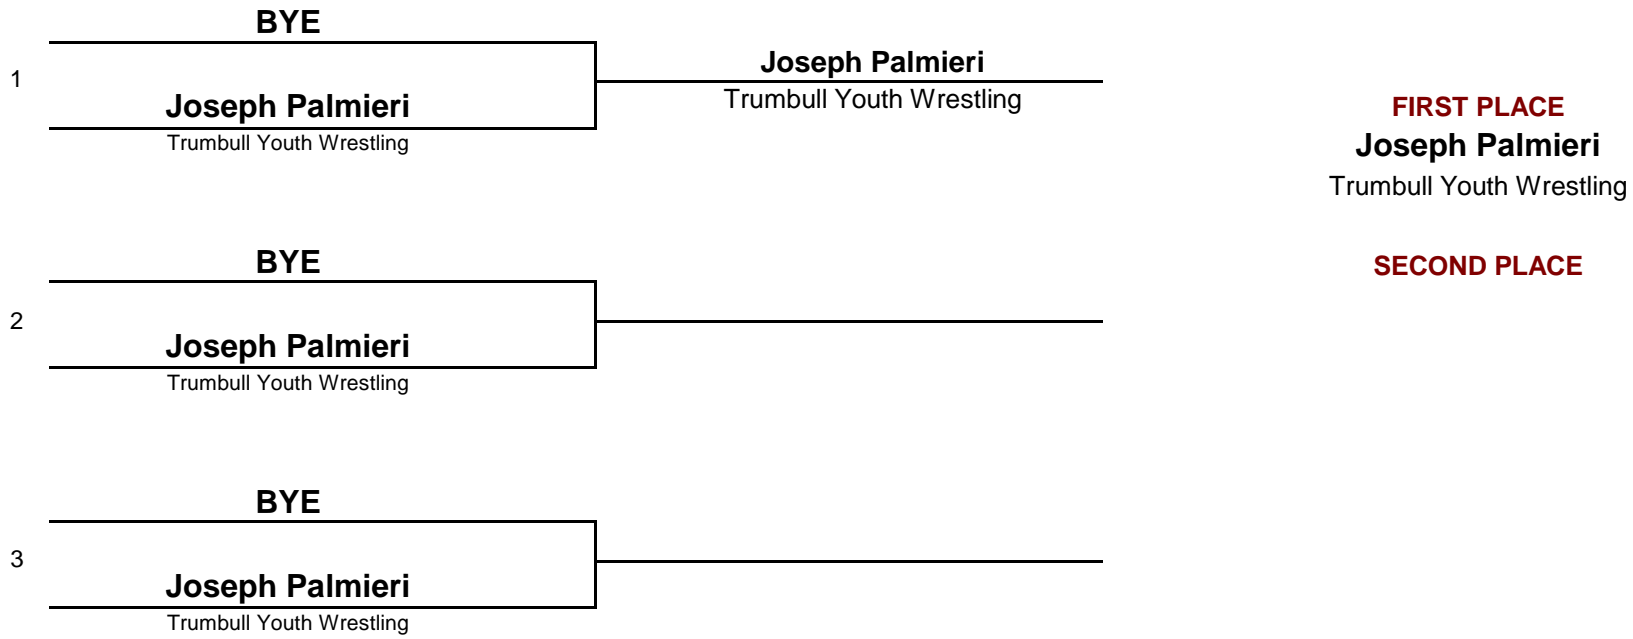 BYE
1
Joseph Palmieri
Trumbull Youth Wrestling
Joseph Palmieri
Trumbull Youth Wrestling
FIRST PLACE
Joseph Palmieri
Trumbull Youth Wrestling
SECOND PLACE
BYE
2
Joseph Palmieri
Trumbull Youth Wrestling
BYE
3
Joseph Palmieri
Trumbull Youth Wrestling